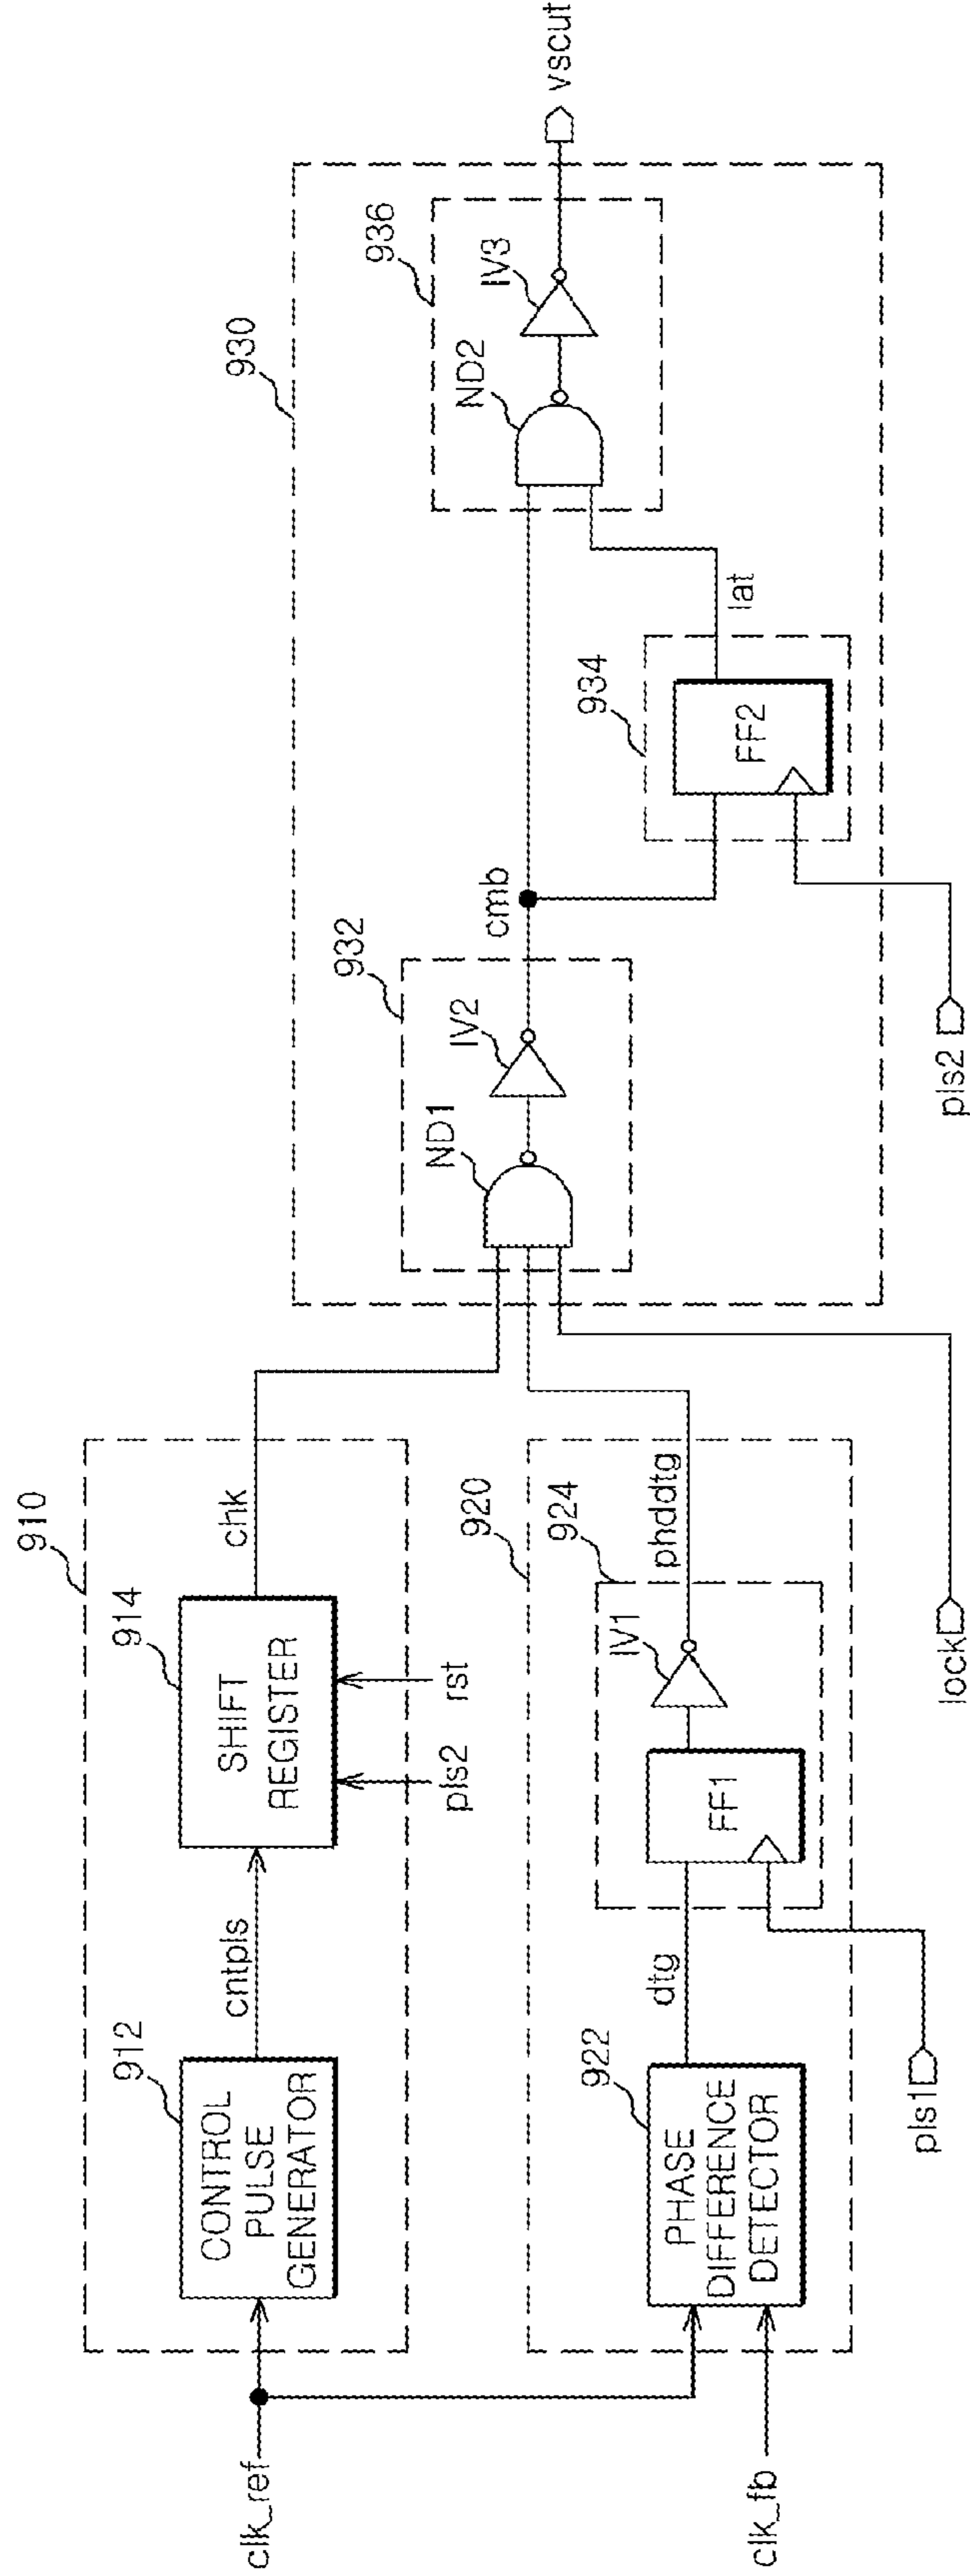 910
912
CONTROL
PULSE
GENERATOR
cntpls
914
SHIFT
REGISTER
chk
pls2
rst
clk_ref
920
922
PHASE
DIFFERENCE
DETECTOR
dtg
924
FF1
IV1
phddtg
clk_fb
pls1
lock
930
932
ND1
IV2
cmb
934
FF2
lat
pls2
936
ND2
IV3
vscut